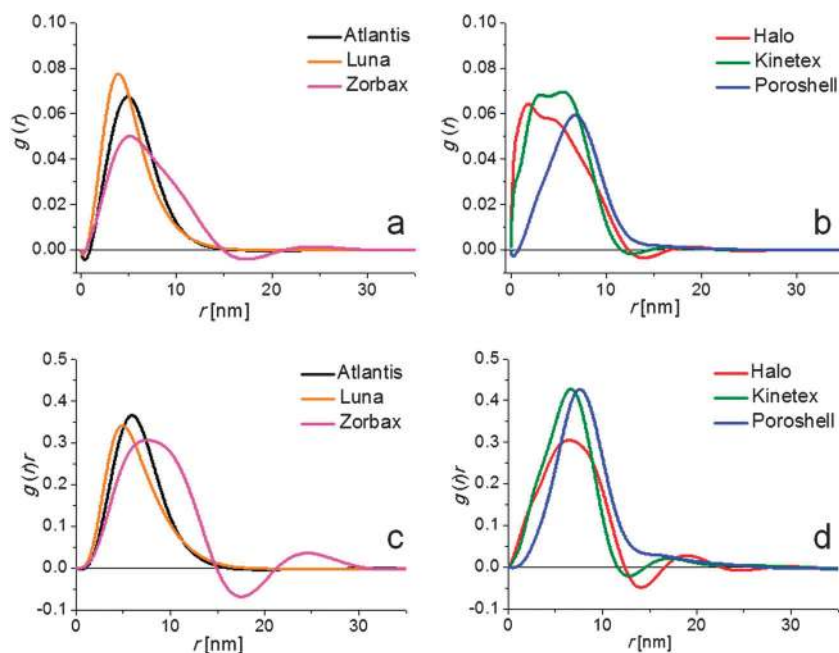 Atlantis
Luna
Zorbax
g (r)
0.10
0.08
0.06
0.04
0.02
0.00
0 10 20 30
r [nm]
a
Halo
Kinetex
Poroshell
g (r)
0.10
0.08
0.06
0.04
0.02
0.00
0 10 20 30
r [nm]
b
Atlantis
Luna
Zorbax
g (r)r
0.5
0.4
0.3
0.2
0.1
0.0
-0.1
0 10 20 30
r [nm]
c
Halo
Kinetex
Poroshell
g (r)r
0.5
0.4
0.3
0.2
0.1
0.0
-0.1
0 10 20 30
r [nm]
d